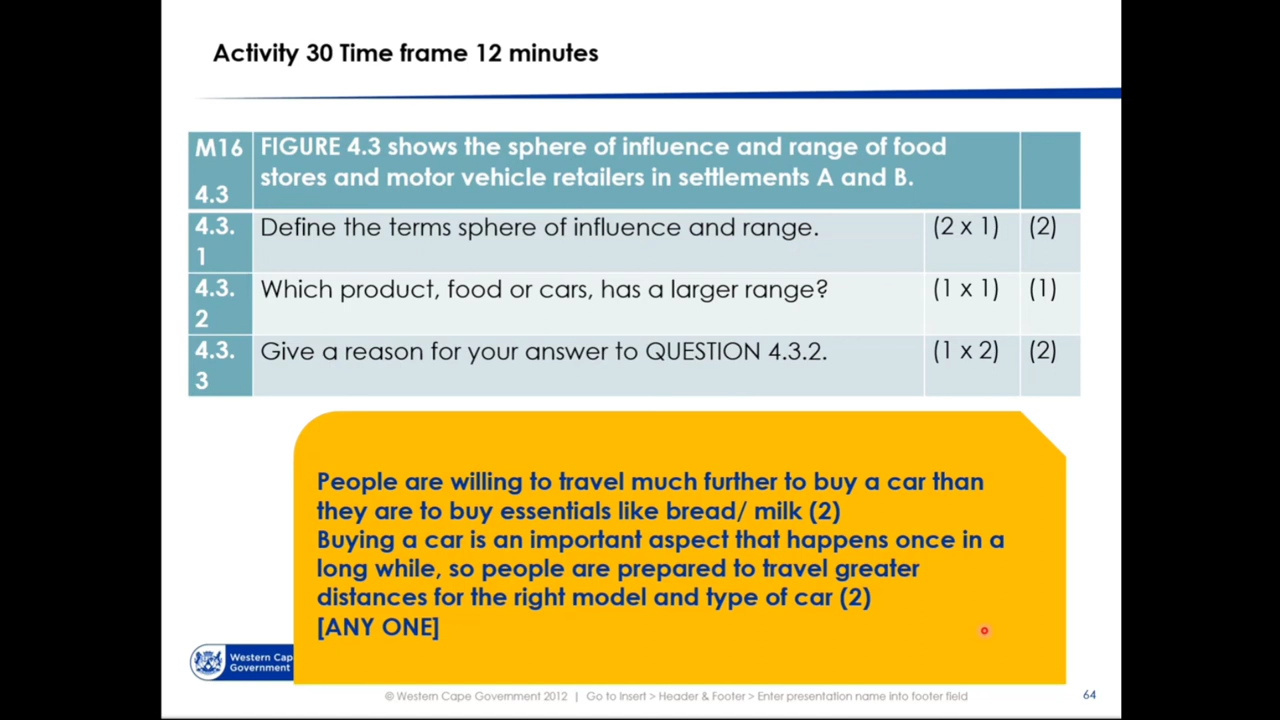 Activity 30 Time frame 12 minutes
M16
4.3
FIGURE 4.3 shows the sphere of influence and range of food
stores and motor vehicle retailers in settlements A and B.
4.3.
1
Define the terms sphere of influence and range. (2 x 1) (2)
4.3.
2
Which product, food or cars, has a larger range? (1 x 1) (1)
4.3.
3
Give a reason for your answer to QUESTION 4.3.2. (1 x 2) (2)
People are willing to travel much further to buy a car than
they are to buy essentials like bread/ milk (2)
Buying a car is an important aspect that happens once in a
long while, so people are prepared to travel greater
distances for the right model and type of car (2)
[ANY ONE]
Western Cap
Government
© Western Cape Government 2012 | Go to Insert > Header & Footer > Enter presentation name into footer field
64